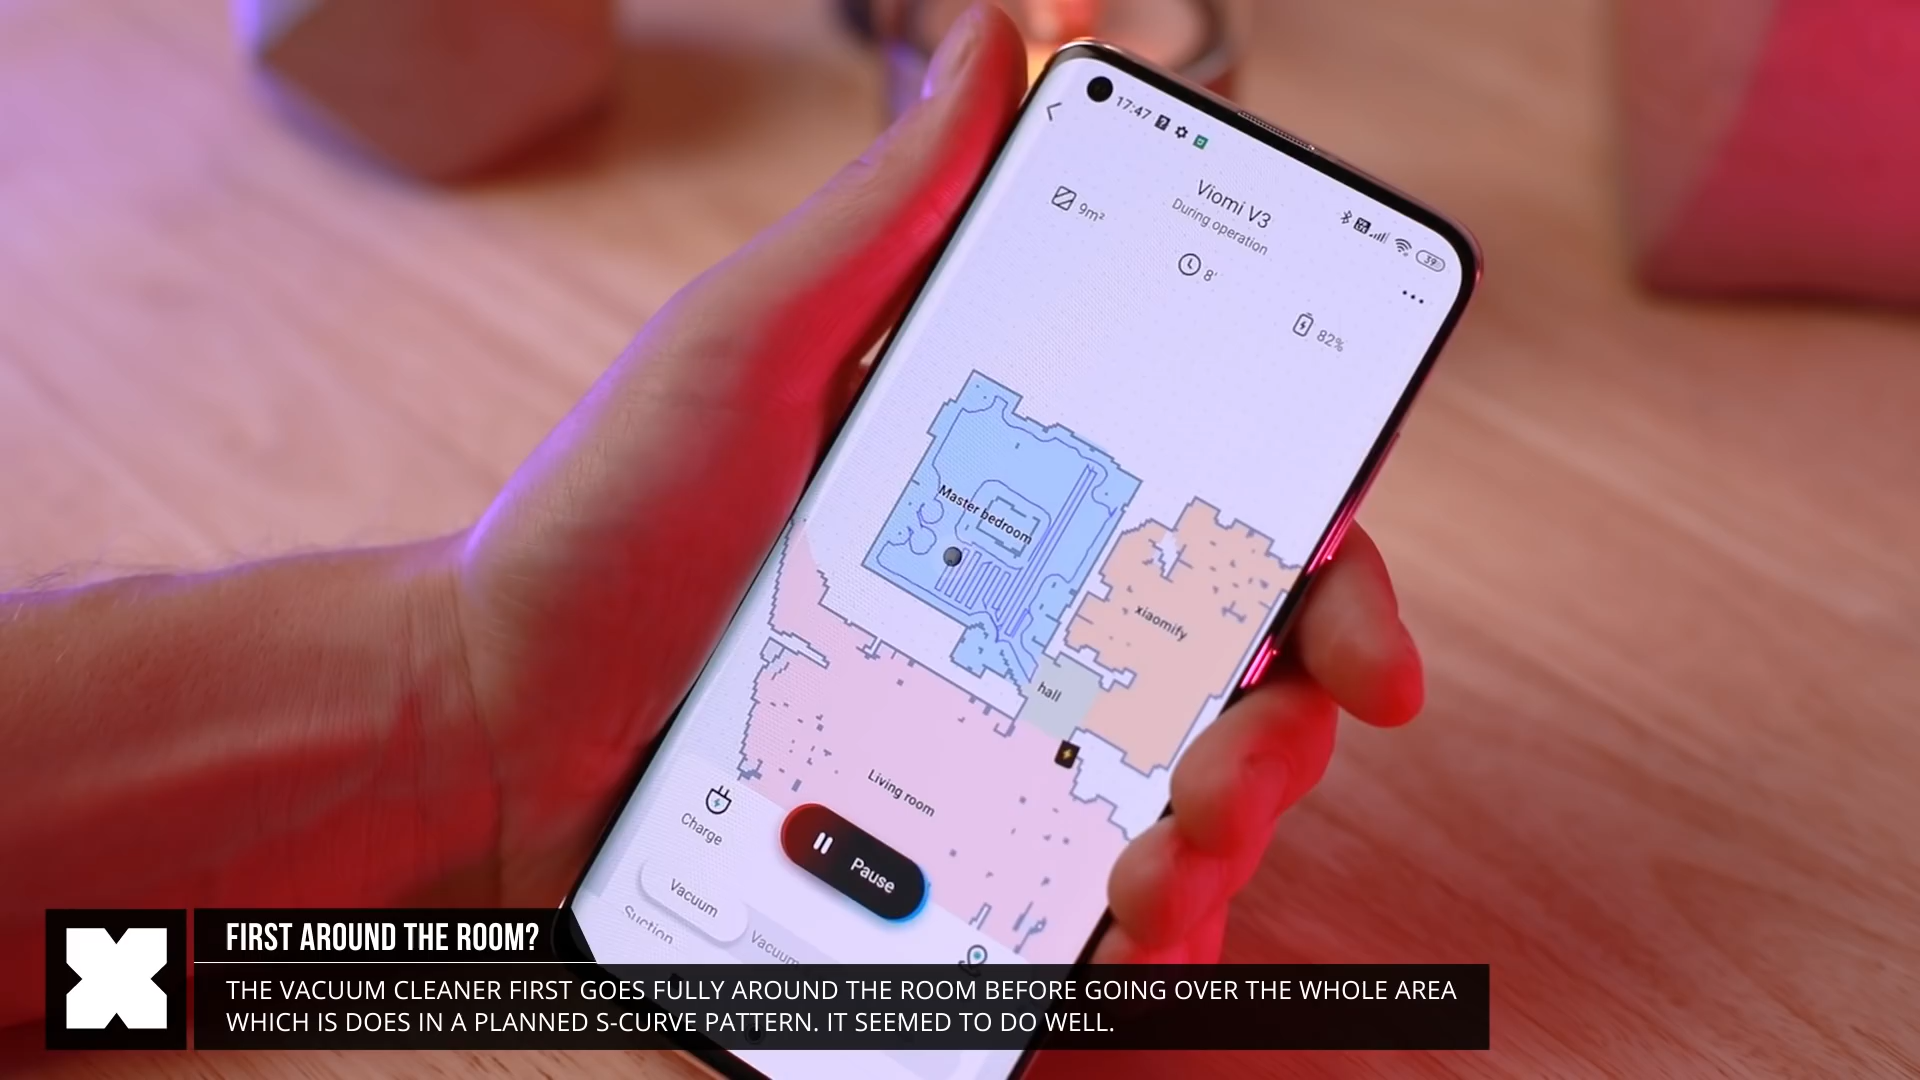 17:47
39
Viomi V3
During operation
9m²
8'
82%
Master bedroom
xiaomify
hall
Living room
Charge
Pause
Vacuum
Suction
Vacuum
FIRST AROUND THE ROOM?
THE VACUUM CLEANER FIRST GOES FULLY AROUND THE ROOM BEFORE GOING OVER THE WHOLE AREA
WHICH IS DOES IN A PLANNED S-CURVE PATTERN. IT SEEMED TO DO WELL.